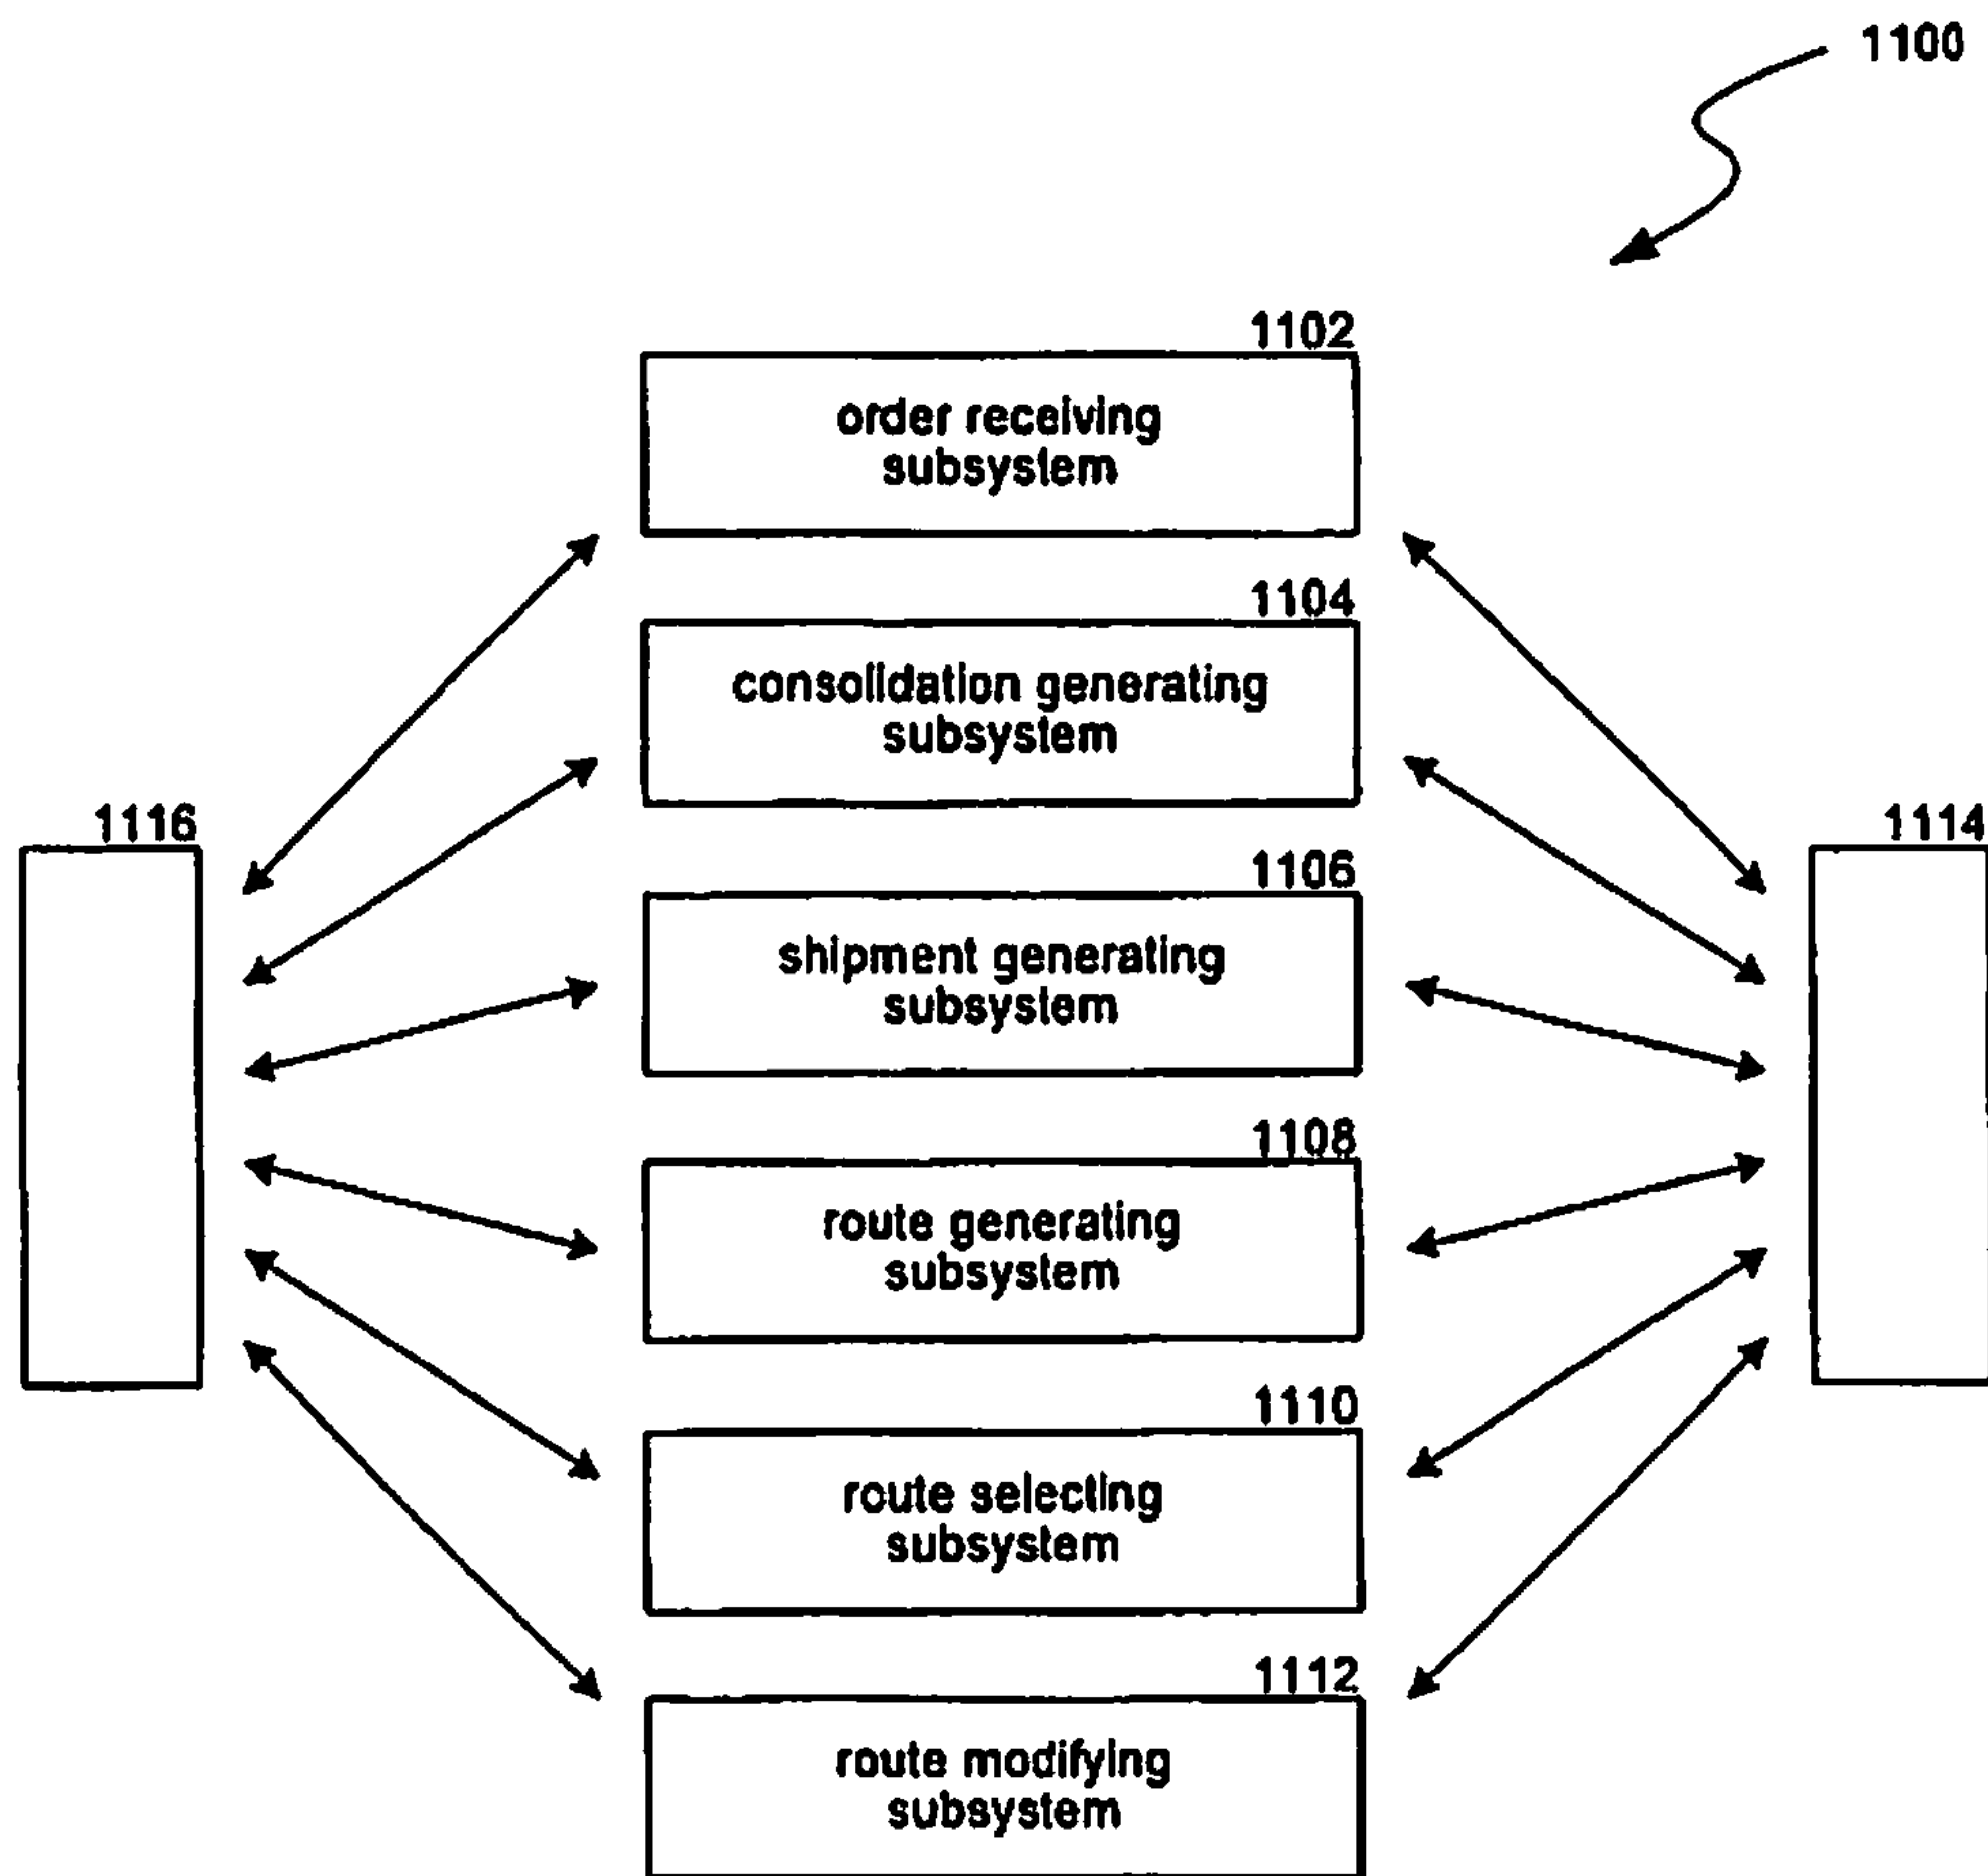 1100
1102
order receiving
subsystem
1104
consolidation generating
subsystem
1116
1114
1106
shipment generating
subsystem
1108
route generating
subsystem
1110
route selecting
subsystem
1112
route modifying
subsystem